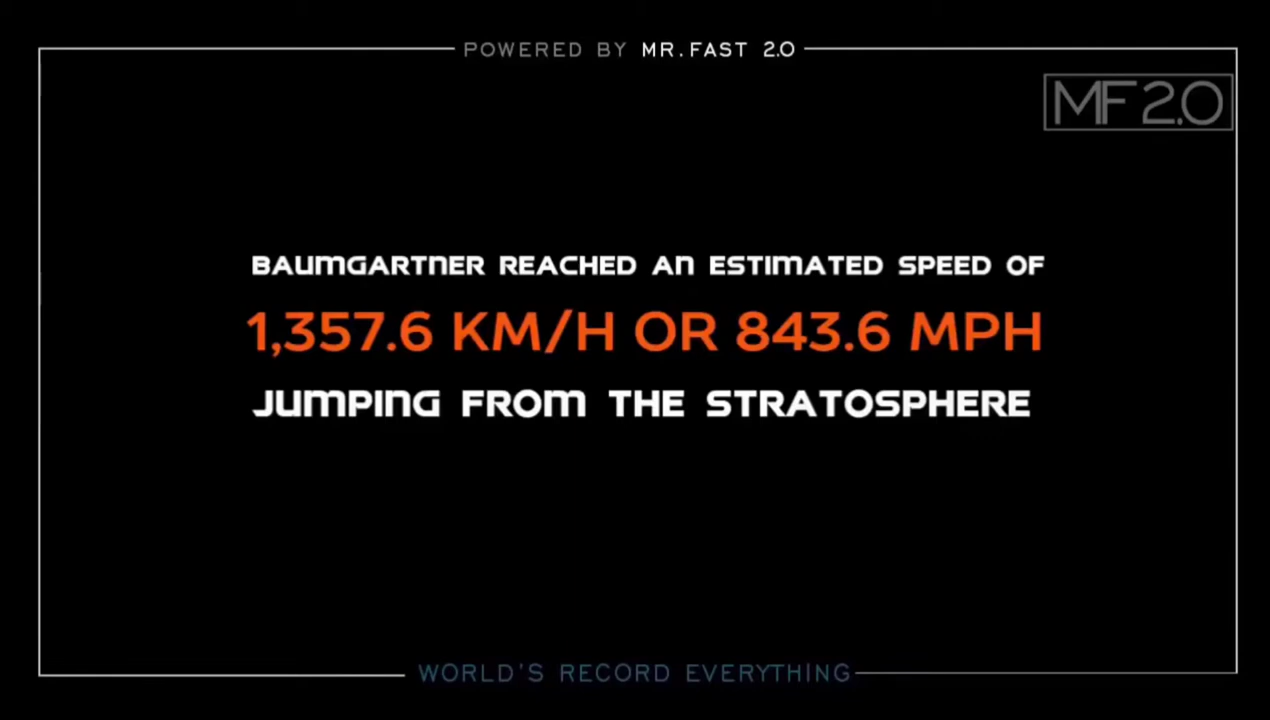 POWERED BY MR.FAST 2.0
MF 2.0
BAUMGARTNER REACHED AN ESTIMATED SPEED OF
1,357.6 KM/H OR 843.6 MPH
JUMPING FROM THE STRATOSPHERE
WORLD'S RECORD EVERYTHING